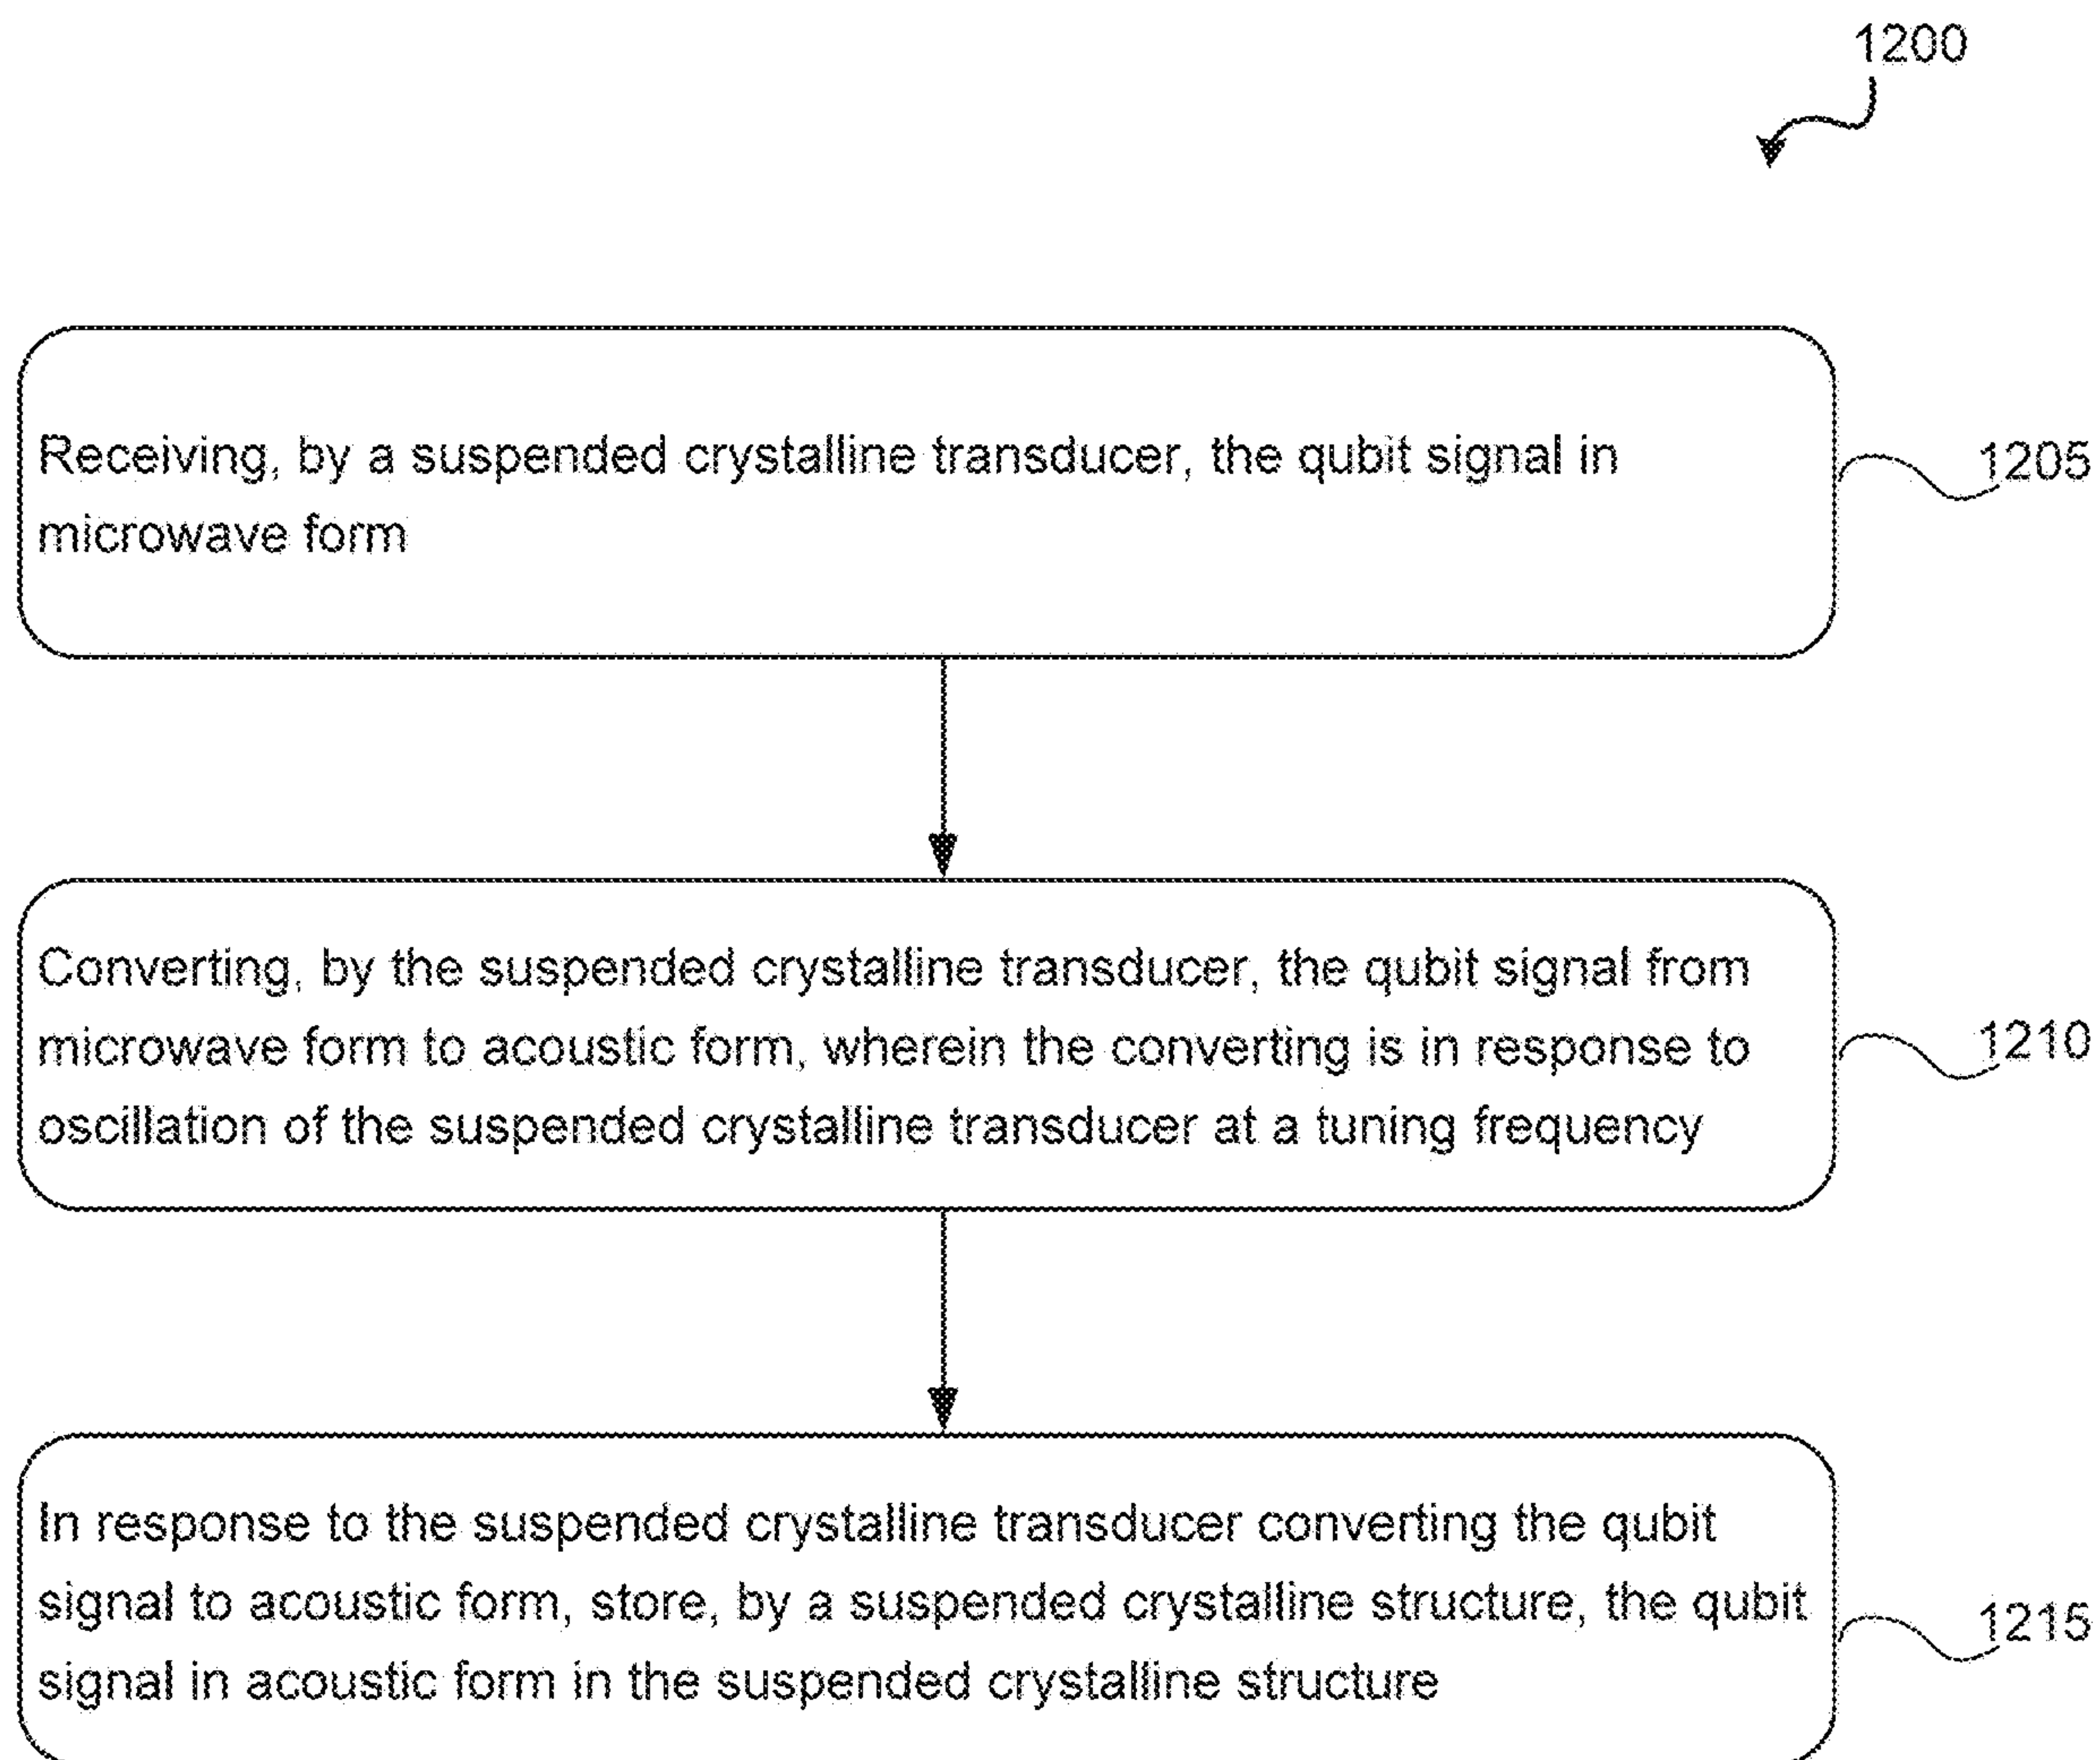 1200
Receiving, by a suspended crystalline transducer, the qubit signal in
microwave form
1205
Converting, by the suspended crystalline transducer, the qubit signal from
microwave form to acoustic form, wherein the converting is in response to
oscillation of the suspended crystalline transducer at a tuning frequency
1210
In response to the suspended crystalline transducer converting the qubit
signal to acoustic form, store, by a suspended crystalline structure, the qubit
signal in acoustic form in the suspended crystalline structure
1215